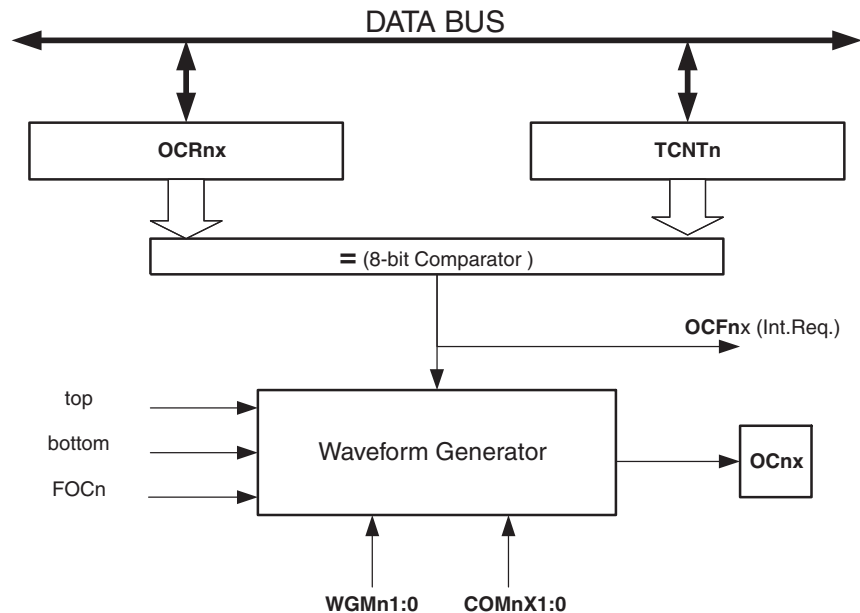 DATA BUS
OCRnx
TCNTn
= (8-bit Comparator )
OCFnx (Int.Req.)
top
bottom
FOCn
Waveform Generator
OCnx
WGMn1:0
COMnX1:0